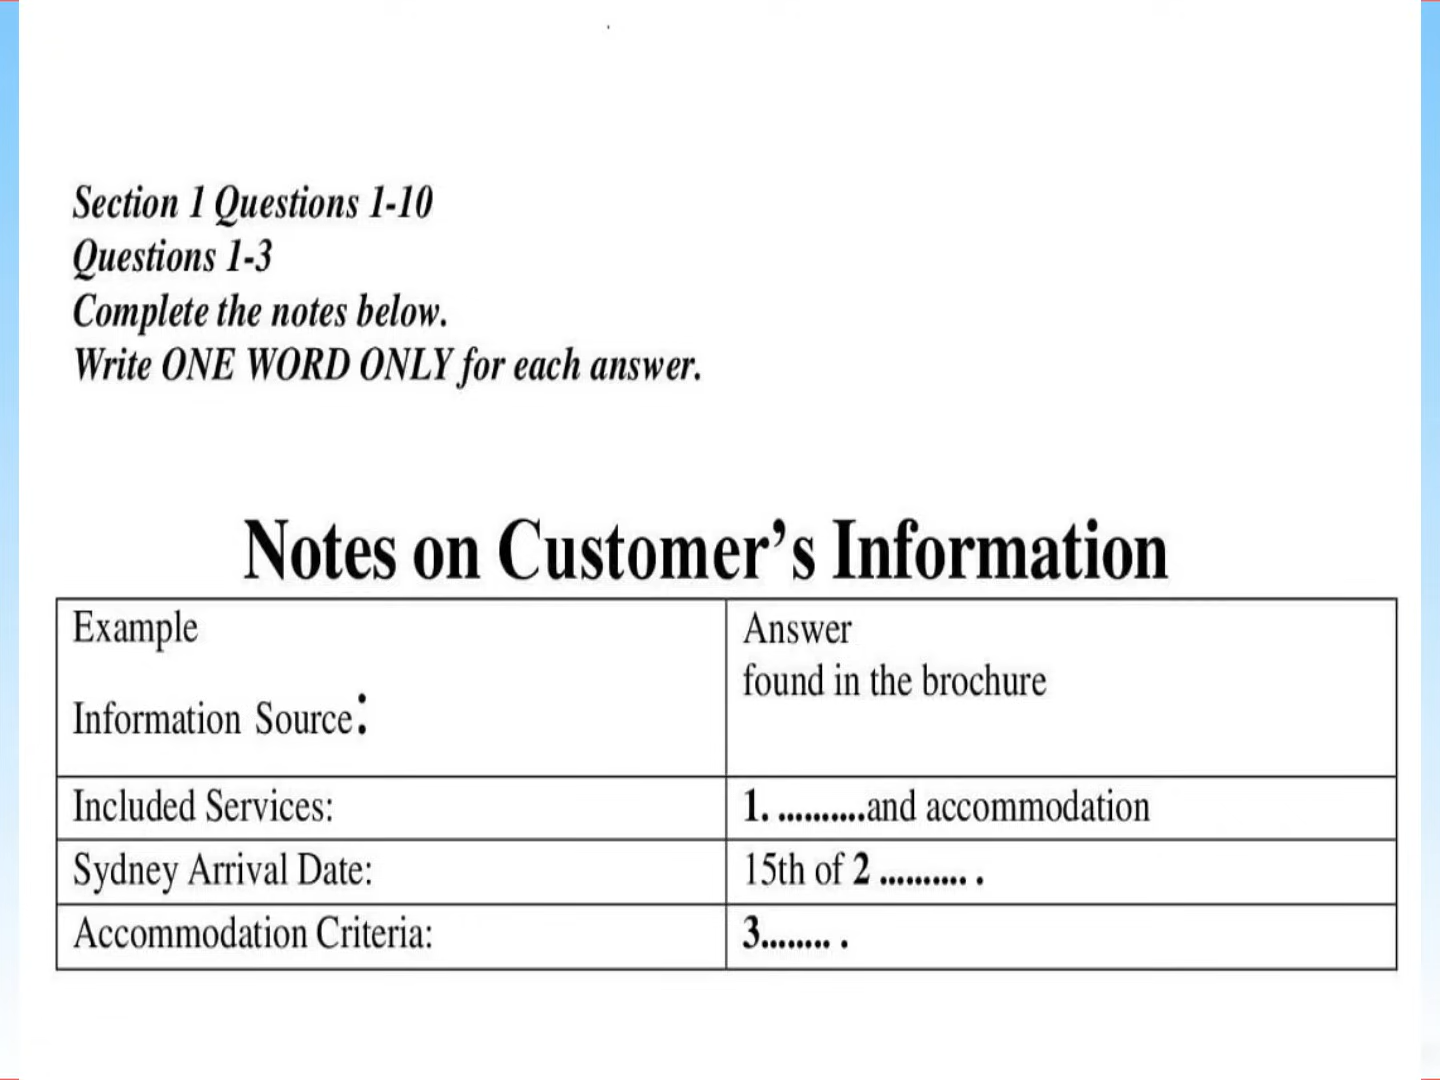 Section 1 Questions 1-10
Questions 1-3
Complete the notes below.
Write ONE WORD ONLY for each answer.
Notes on Customer’s Information
Example
Answer
found in the brochure
Information Source:
Included Services:
1. ..........and accommodation
Sydney Arrival Date:
15th of 2 .......... .
Accommodation Criteria:
3........ .